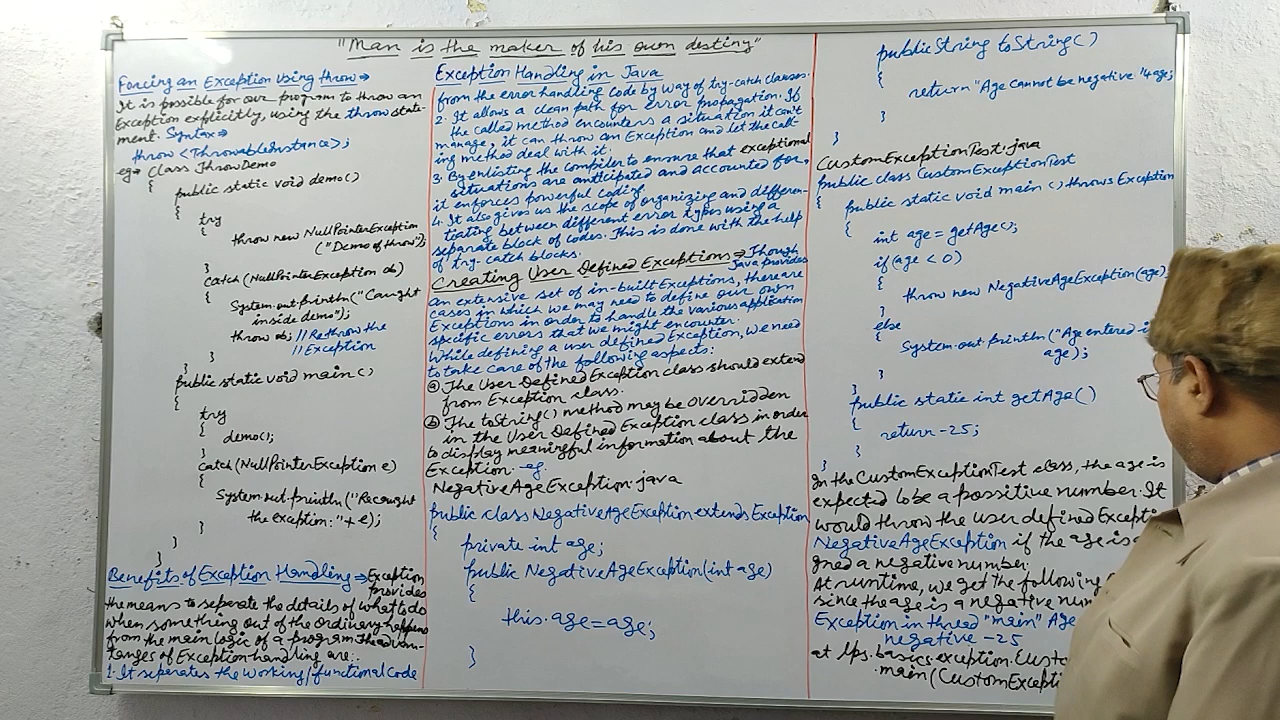 "Man is the maker of his own destiny"
Forcing an Exception Using throw ⇒
It is possible for our program to throw an
Exception explicitly, using the throw state-
ment. Syntax ⇒
throw <ThrowableInstance>;
eg ⇒ Class ThrowDemo
{
public static void demo()
{
try
{
throw new NullPointerException
("Demo of throw");
}
catch (NullPointerException ob)
{
System.out.println("Caught
inside demo");
throw ob; // Rethrow the
// Exception
}
}
public static void main()
{
try
{
demo();
}
catch (NullPointerException e)
{
System.out.println("Recaught
the exception: "+ e);
}
}
}
Benefits of Exception Handling ⇒ Exception
provides
the means to seperate the details of what to do
when something out of the ordinary happens
from the main logic of a program. The advan-
tanges of Exception handling are:-
1. It seperates the working/functional code
Exception Handling in Java
from the error handling code by way of try-catch clauses.
2. It allows a clean path for error propagation. If
the called method encounters a situation it can't
manage, it can throw an Exception and let the call-
ing method deal with it.
3. By enlisting the compiler to ensure that exceptional
situations are anticipated and accounted for,
it enforces powerful coding.
4. It also gives us the scope of organizing and differen-
tiating between different error types using a
separate block of codes. This is done with the help
of try-catch blocks.
Creating User Defined Exceptions ⇒ Though
Java provides
an extensive set of in-built Exceptions, there are
cases in which we may need to define our own
Exceptions in order to handle the various application
specific errors that we might encounter.
While defining a user defined Exception, we need
to take care of the following aspects:
(a) The User Defined Exception class should extend
from Exception class.
(b) The toString() method may be overridden
in the User Defined Exception class in order
to display meaningful information about the
Exception. -eg.
NegativeAgeException.java
public class NegativeAgeException extends Exception
{
private int age;
public NegativeAgeException(int age)
{
this.age=age;
}
public String toString()
{
return "Age cannot be negative "+age;
}
}
CustomExceptionTest.java
public class CustomExceptionTest
{
public static void main () throws Exception
{
int age = getAge();
if (age < 0)
{
throw new NegativeAgeException(age)
}
else
{
System.out.println("Age entered i
age);
}
}
public static int getAge()
{
return -25;
}
}
In the CustomExceptionTest class, the age is
expected to be a possitive number. It
would throw the user defined Excepti
NegativeAgeException if the age is a
gned a negative number.
At runtime, we get the following
since the age is a negative num
Exception in thread "main" Age
negative -25
at lps.basics.exception.Custo
.main(CustomExcepti